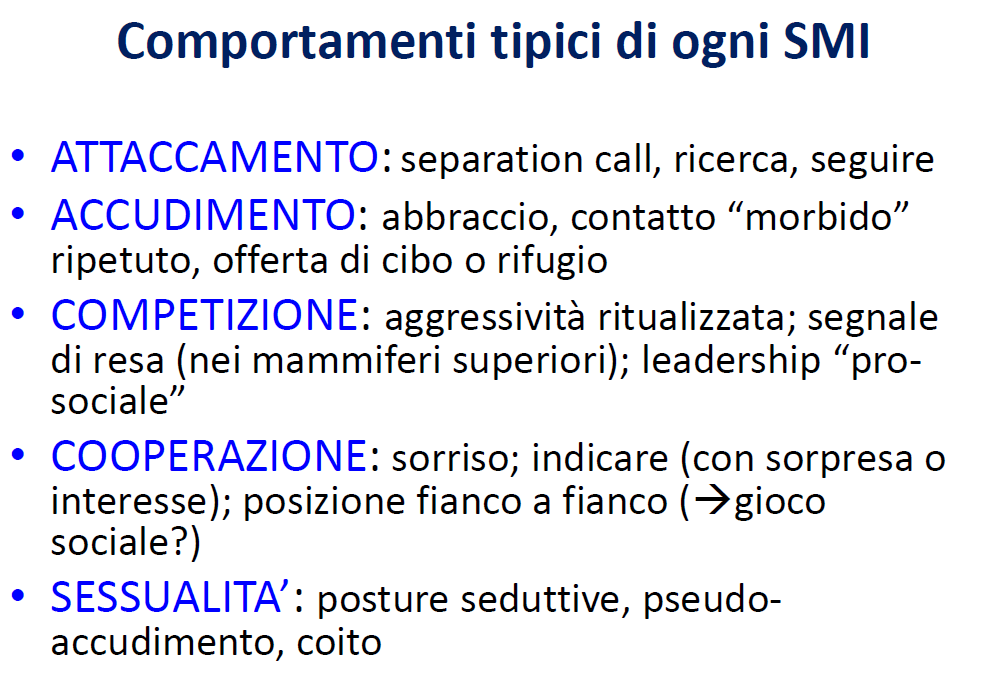 Comportamenti tipici di ogni SMI
• ATTACCAMENTO: separation call, ricerca, seguire
• ACCUDIMENTO: abbraccio, contatto “morbido”
ripetuto, offerta di cibo o rifugio
• COMPETIZIONE: aggressività ritualizzata; segnale
di resa (nei mammiferi superiori); leadership “pro-
sociale”
• COOPERAZIONE: sorriso; indicare (con sorpresa o
interesse); posizione fianco a fianco (→gioco
sociale?)
• SESSUALITA’: posture seduttive, pseudo-
accudimento, coito